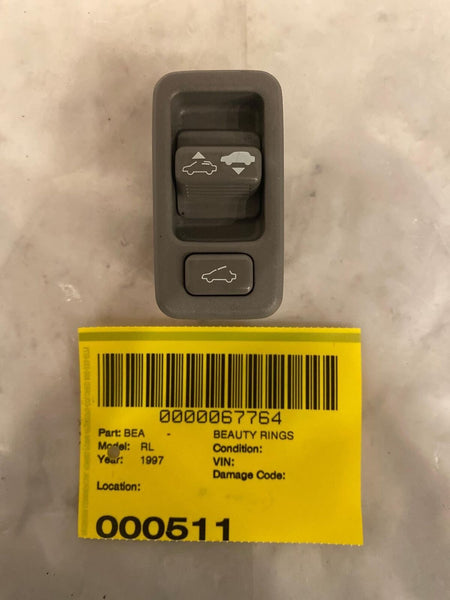 0000067764
Part: BEA - BEAUTY RINGS
Model: RL Condition:
Year: 1997 VIN:
Damage Code:
Location:
000511